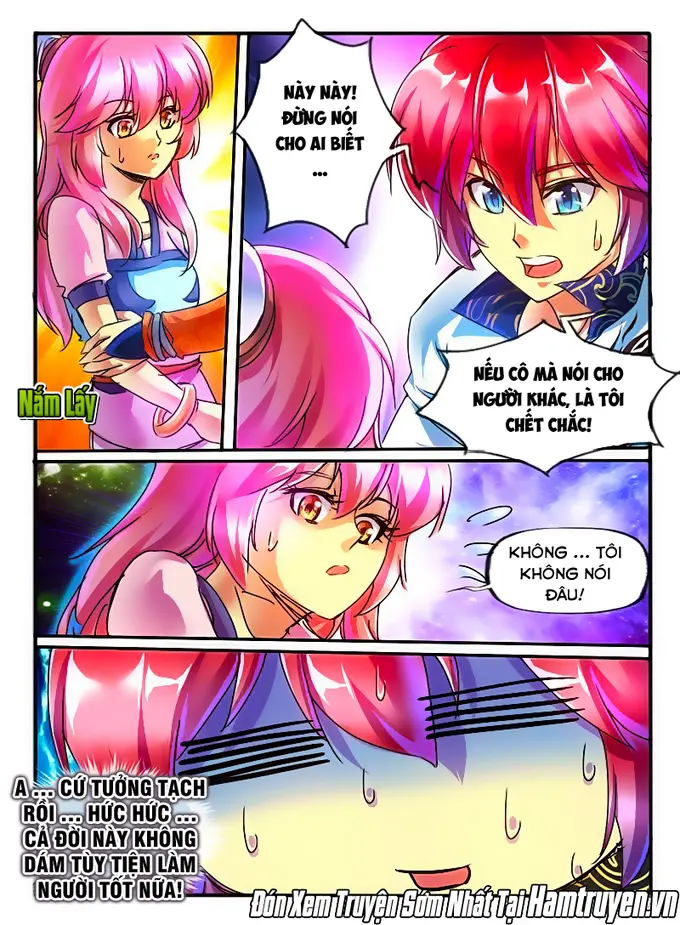 NÀY NÀY!
ĐỪNG NÓI
CHO AI BIẾT
...
Nắm Lấy
NẾU CÔ MÀ NÓI CHO
NGƯỜI KHÁC, LÀ TÔI
CHẾT CHẮC!
KHÔNG ... TÔI
KHÔNG NÓI
ĐÂU!
A ... CỨ TƯỞNG TẠCH
RỒI ... HỨC HỨC ...
CẢ ĐỜI NÀY KHÔNG
DÁM TÙY TIỆN LÀM
NGƯỜI TỐT NỮA!
Đón Xem Truyện Sớm Nhất Tại Hamtruyen.vn